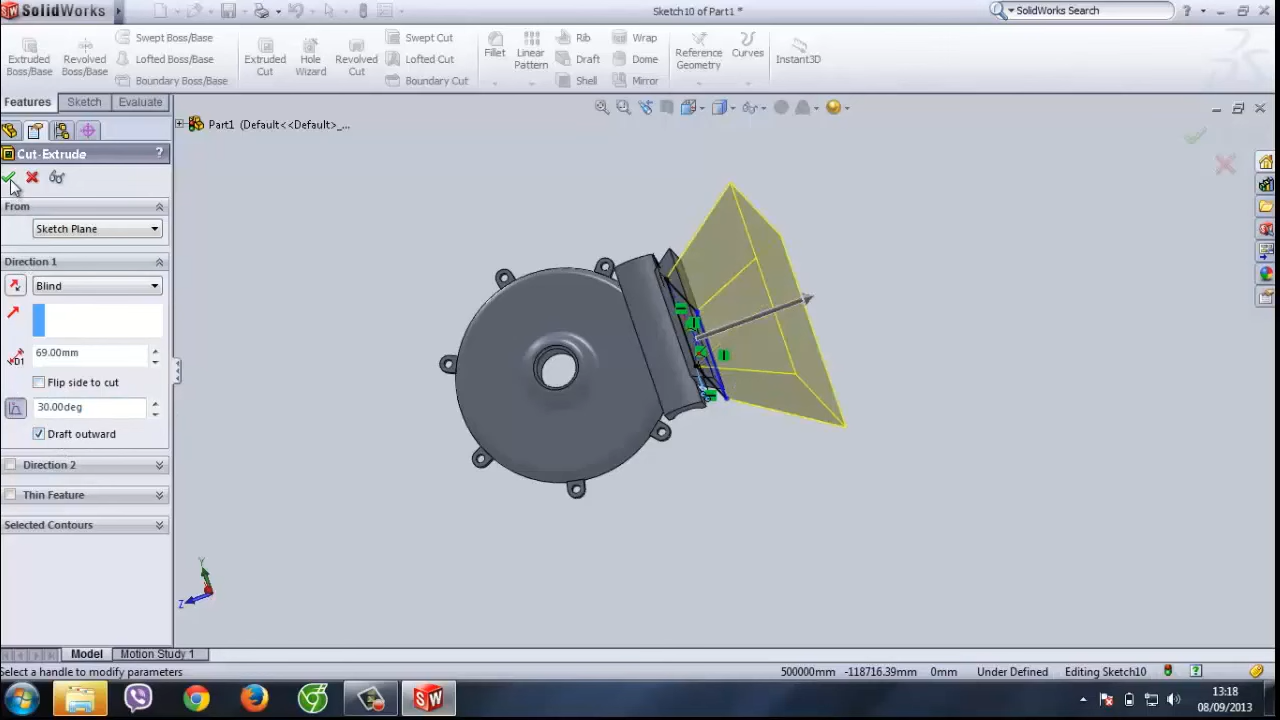 SolidWorks
Sketch10 of Part1 *
SolidWorks Search
?
Extruded Boss/Base
Revolved Boss/Base
Swept Boss/Base
Lofted Boss/Base
Boundary Boss/Base
Extruded Cut
Hole Wizard
Revolved Cut
Swept Cut
Lofted Cut
Boundary Cut
Fillet
Linear Pattern
Rib
Draft
Shell
Wrap
Dome
Mirror
Reference Geometry
Curves
Instant3D
Features
Sketch
Evaluate
Part1 (Default<<Default>_...
Cut-Extrude
?
From
Sketch Plane
Direction 1
Blind
D1
69.00mm
Flip side to cut
30.00deg
Draft outward
Direction 2
Thin Feature
Selected Contours
Y
Z
Model
Motion Study 1
Select a handle to modify parameters
500000mm
-118716.39mm
0mm
Under Defined
Editing Sketch10
?
13:18
08/09/2013